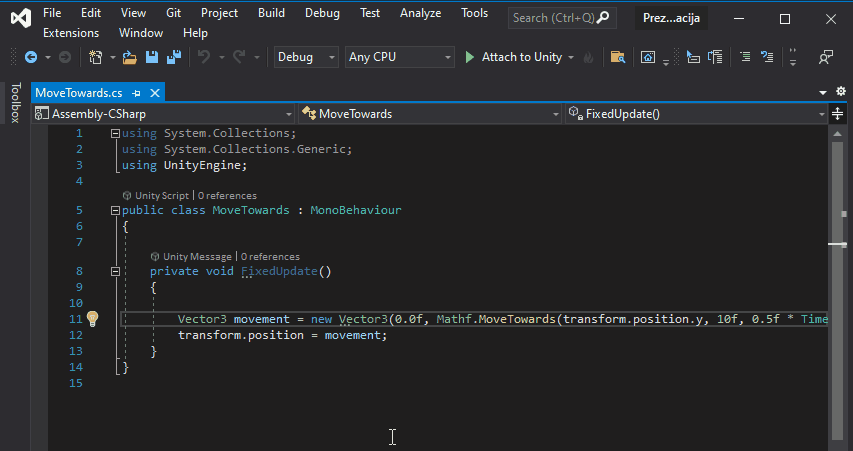 File Edit View Git Project Build Debug Test Analyze Tools Search (Ctrl+Q) Prez...acija
Extensions Window Help
Debug Any CPU Attach to Unity
Toolbox
MoveTowards.cs
Assembly-CSharp MoveTowards FixedUpdate()
1 using System.Collections;
2 using System.Collections.Generic;
3 using UnityEngine;
4
Unity Script | 0 references
5 public class MoveTowards : MonoBehaviour
6 {
7
Unity Message | 0 references
8 private void FixedUpdate()
9 {
10
11 Vector3 movement = new Vector3(0.0f, Mathf.MoveTowards(transform.position.y, 10f, 0.5f * Time
12 transform.position = movement;
13 }
14 }
15